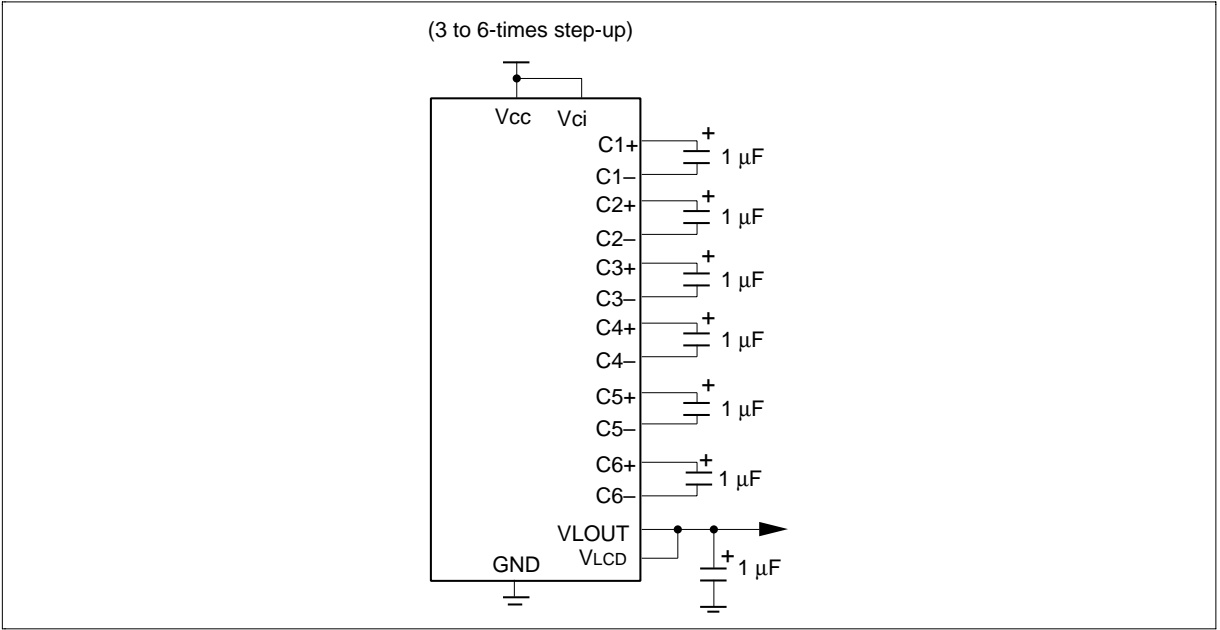 (3 to 6-times step-up)
Vcc Vci
C1+
+
1 μF
C1–
C2+
+
1 μF
C2–
C3+
+
1 μF
C3–
C4+
+
1 μF
C4–
C5+
+
1 μF
C5–
C6+
+
1 μF
C6–
VLOUT
VLCD
GND
+
1 μF